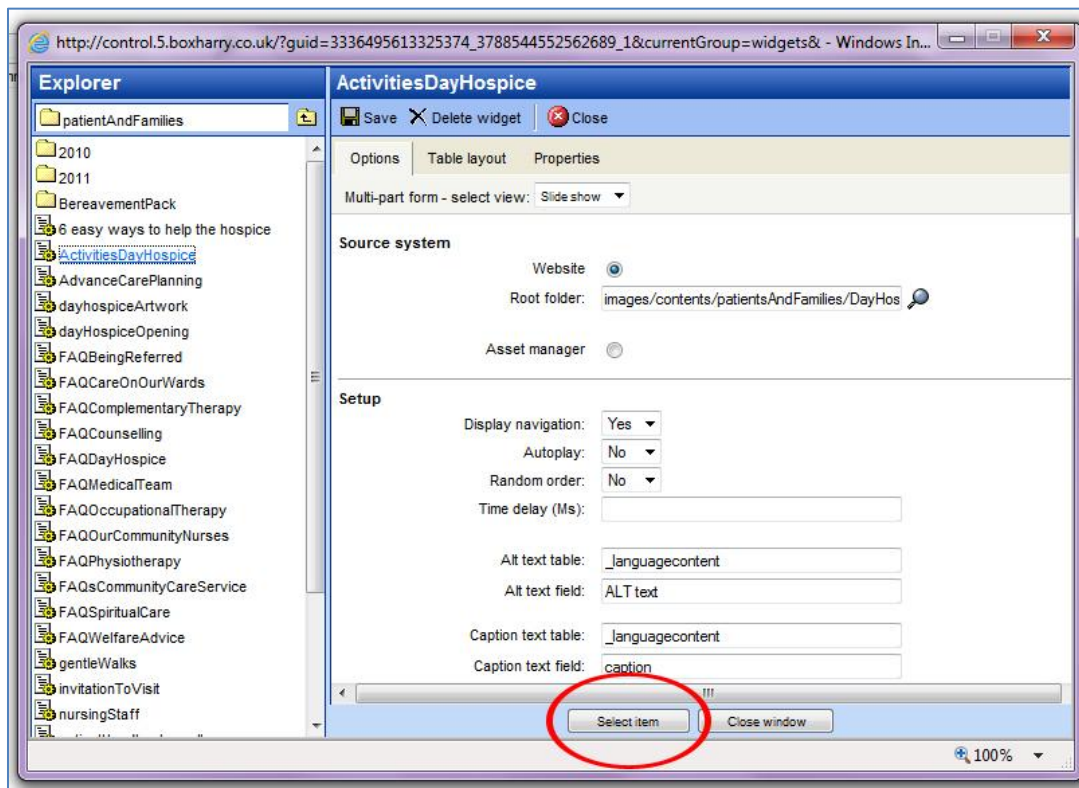 http://control.5.boxharry.co.uk/?guid=3336495613325374_3788544552562689_1&currentGroup=widgets& - Windows In...
Explorer
patientAndFamilies
2010
2011
BereavementPack
6 easy ways to help the hospice
ActivitiesDayHospice
AdvanceCarePlanning
dayhospiceArtwork
dayHospiceOpening
FAQBeingReferred
FAQCareOnOurWards
FAQComplementaryTherapy
FAQCounselling
FAQDayHospice
FAQMedicalTeam
FAQOccupationalTherapy
FAQOurCommunityNurses
FAQPhysiotherapy
FAQsCommunityCareService
FAQSpiritualCare
FAQWelfareAdvice
gentleWalks
invitationToVisit
nursingStaff
ActivitiesDayHospice
Save Delete widget Close
Options Table layout Properties
Multi-part form - select view: Slide show
Source system
Website
Root folder: images/contents/patientsAndFamilies/DayHos
Asset manager
Setup
Display navigation: Yes
Autoplay: No
Random order: No
Time delay (Ms):
Alt text table: _languagecontent
Alt text field: ALT text
Caption text table: _languagecontent
Caption text field: caption
Select item Close window
100%